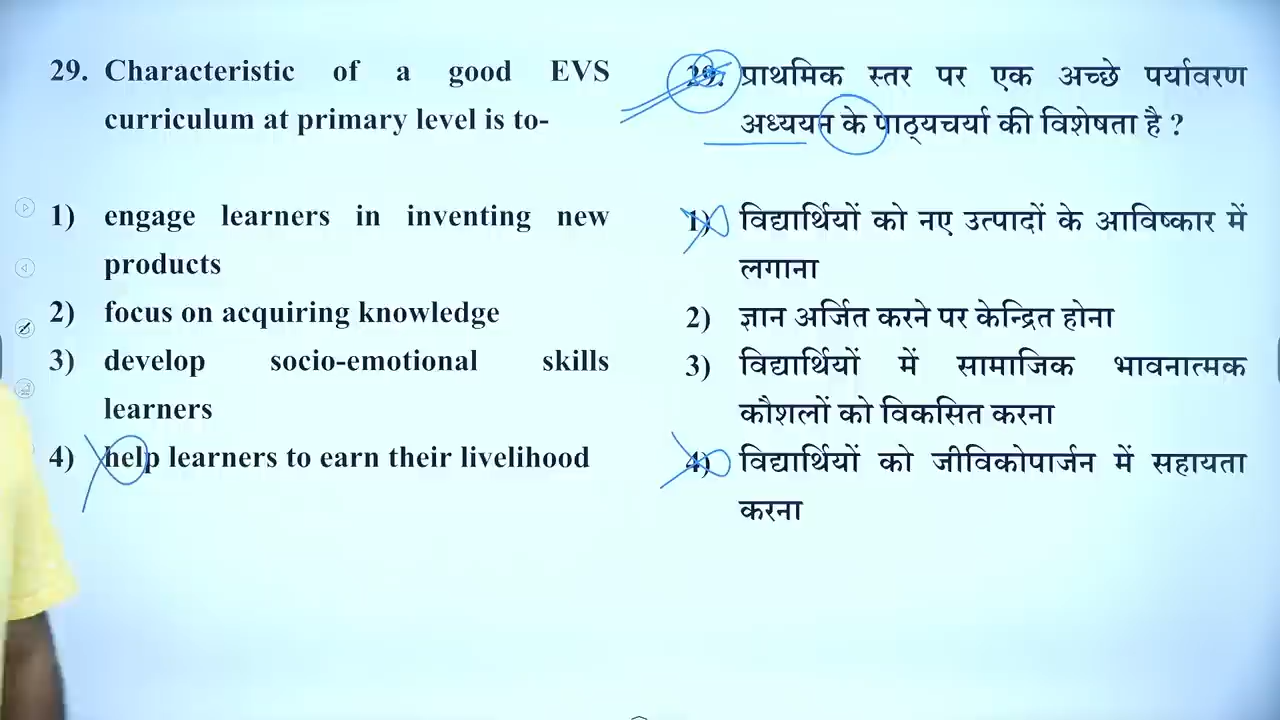 29. Characteristic of a good EVS
curriculum at primary level is to-
1) engage learners in inventing new
products
2) focus on acquiring knowledge
3) develop socio-emotional skills
learners
4) help learners to earn their livelihood
29. प्राथमिक स्तर पर एक अच्छे पर्यावरण
अध्ययन के पाठ्यचर्या की विशेषता है ?
1) विद्यार्थियों को नए उत्पादों के आविष्कार में
लगाना
2) ज्ञान अर्जित करने पर केन्द्रित होना
3) विद्यार्थियों में सामाजिक भावनात्मक
कौशलों को विकसित करना
4) विद्यार्थियों को जीविकोपार्जन में सहायता
करना